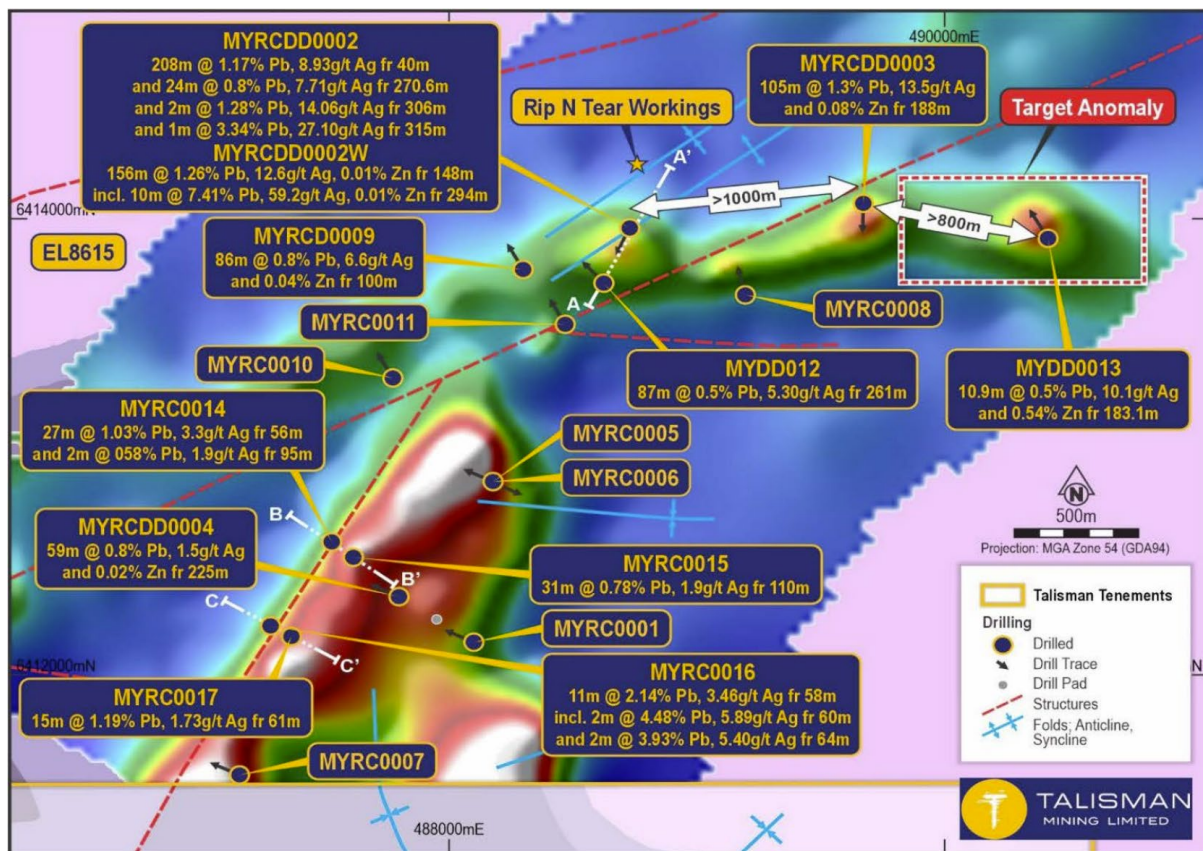 490000mE
MYRCDD0002
208m @ 1.17% Pb, 8.93g/t Ag fr 40m
and 24m @ 0.8% Pb, 7.71g/t Ag fr 270.6m
and 2m @ 1.28% Pb, 14.06g/t Ag fr 306m
and 1m @ 3.34% Pb, 27.10g/t Ag fr 315m
MYRCDD0002W
156m @ 1.26% Pb, 12.6g/t Ag, 0.01% Zn fr 148m
incl. 10m @ 7.41% Pb, 59.2g/t Ag, 0.01% Zn fr 294m
Rip N Tear Workings
MYRCDD0003
105m @ 1.3% Pb, 13.5g/t Ag
and 0.08% Zn fr 188m
Target Anomaly
A'
>1000m
>800m
6414000mN
EL8615
MYRCDD0009
86m @ 0.8% Pb, 6.6g/t Ag
and 0.04% Zn fr 100m
A
MYRC0008
MYRC0011
MYRC0010
MYDD012
87m @ 0.5% Pb, 5.30g/t Ag fr 261m
MYDD0013
10.9m @ 0.5% Pb, 10.1g/t Ag
and 0.54% Zn fr 183.1m
MYRC0014
27m @ 1.03% Pb, 3.3g/t Ag fr 56m
and 2m @ 058% Pb, 1.9g/t Ag fr 95m
MYRC0005
MYRC0006
B
B'
MYRCDD0004
59m @ 0.8% Pb, 1.5g/t Ag
and 0.02% Zn fr 225m
MYRC0015
31m @ 0.78% Pb, 1.9g/t Ag fr 110m
C
C'
MYRC0001
6412000mN
N
MYRC0017
15m @ 1.19% Pb, 1.73g/t Ag fr 61m
MYRC0016
11m @ 2.14% Pb, 3.46g/t Ag fr 58m
incl. 2m @ 4.48% Pb, 5.89g/t Ag fr 60m
and 2m @ 3.93% Pb, 5.40g/t Ag fr 64m
MYRC0007
488000mE
N
500m
Projection: MGA Zone 54 (GDA94)
Talisman Tenements
Drilling
Drilled
Drill Trace
Drill Pad
Structures
Folds; Anticline,
Syncline
TALISMAN
MINING LIMITED